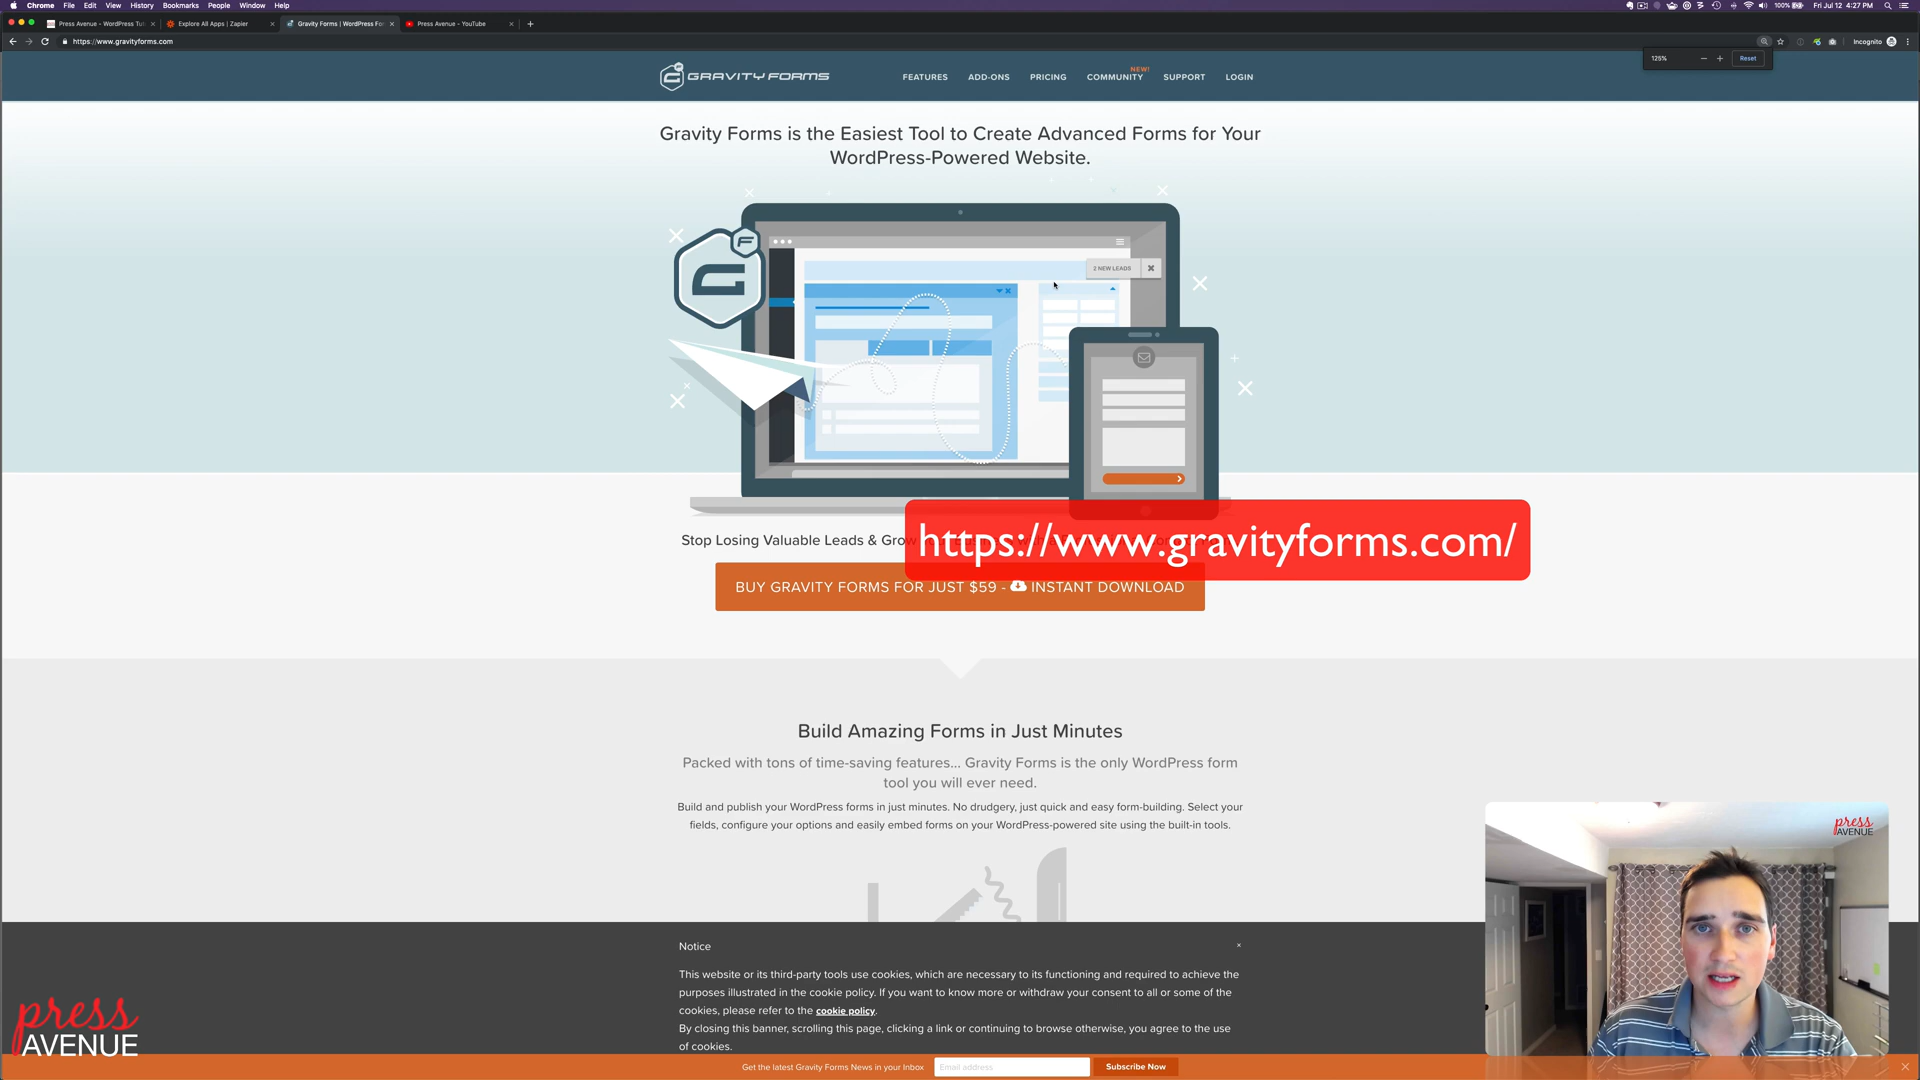 Chrome File Edit View History Bookmarks People Window Help
100% Fri Jul 12 4:27 PM
Press Avenue - WordPress Tut
Explore All Apps | Zapier
Gravity Forms | WordPress For
Press Avenue - YouTube
https://www.gravityforms.com
Incognito
125%
Reset
GRAVITY FORMS
FEATURES
ADD-ONS
PRICING
COMMUNITY
NEW!
SUPPORT
LOGIN
Gravity Forms is the Easiest Tool to Create Advanced Forms for Your
WordPress-Powered Website.
G F
2 NEW LEADS
Stop Losing Valuable Leads & Grow
https://www.gravityforms.com/
BUY GRAVITY FORMS FOR JUST $59 - INSTANT DOWNLOAD
Build Amazing Forms in Just Minutes
Packed with tons of time-saving features... Gravity Forms is the only WordPress form
tool you will ever need.
Build and publish your WordPress forms in just minutes. No drudgery, just quick and easy form-building. Select your
fields, configure your options and easily embed forms on your WordPress-powered site using the built-in tools.
Notice
This website or its third-party tools use cookies, which are necessary to its functioning and required to achieve the
purposes illustrated in the cookie policy. If you want to know more or withdraw your consent to all or some of the
cookies, please refer to the cookie policy.
By closing this banner, scrolling this page, clicking a link or continuing to browse otherwise, you agree to the use
of cookies.
press
AVENUE
press
AVENUE
Get the latest Gravity Forms News in your Inbox
Email address
Subscribe Now